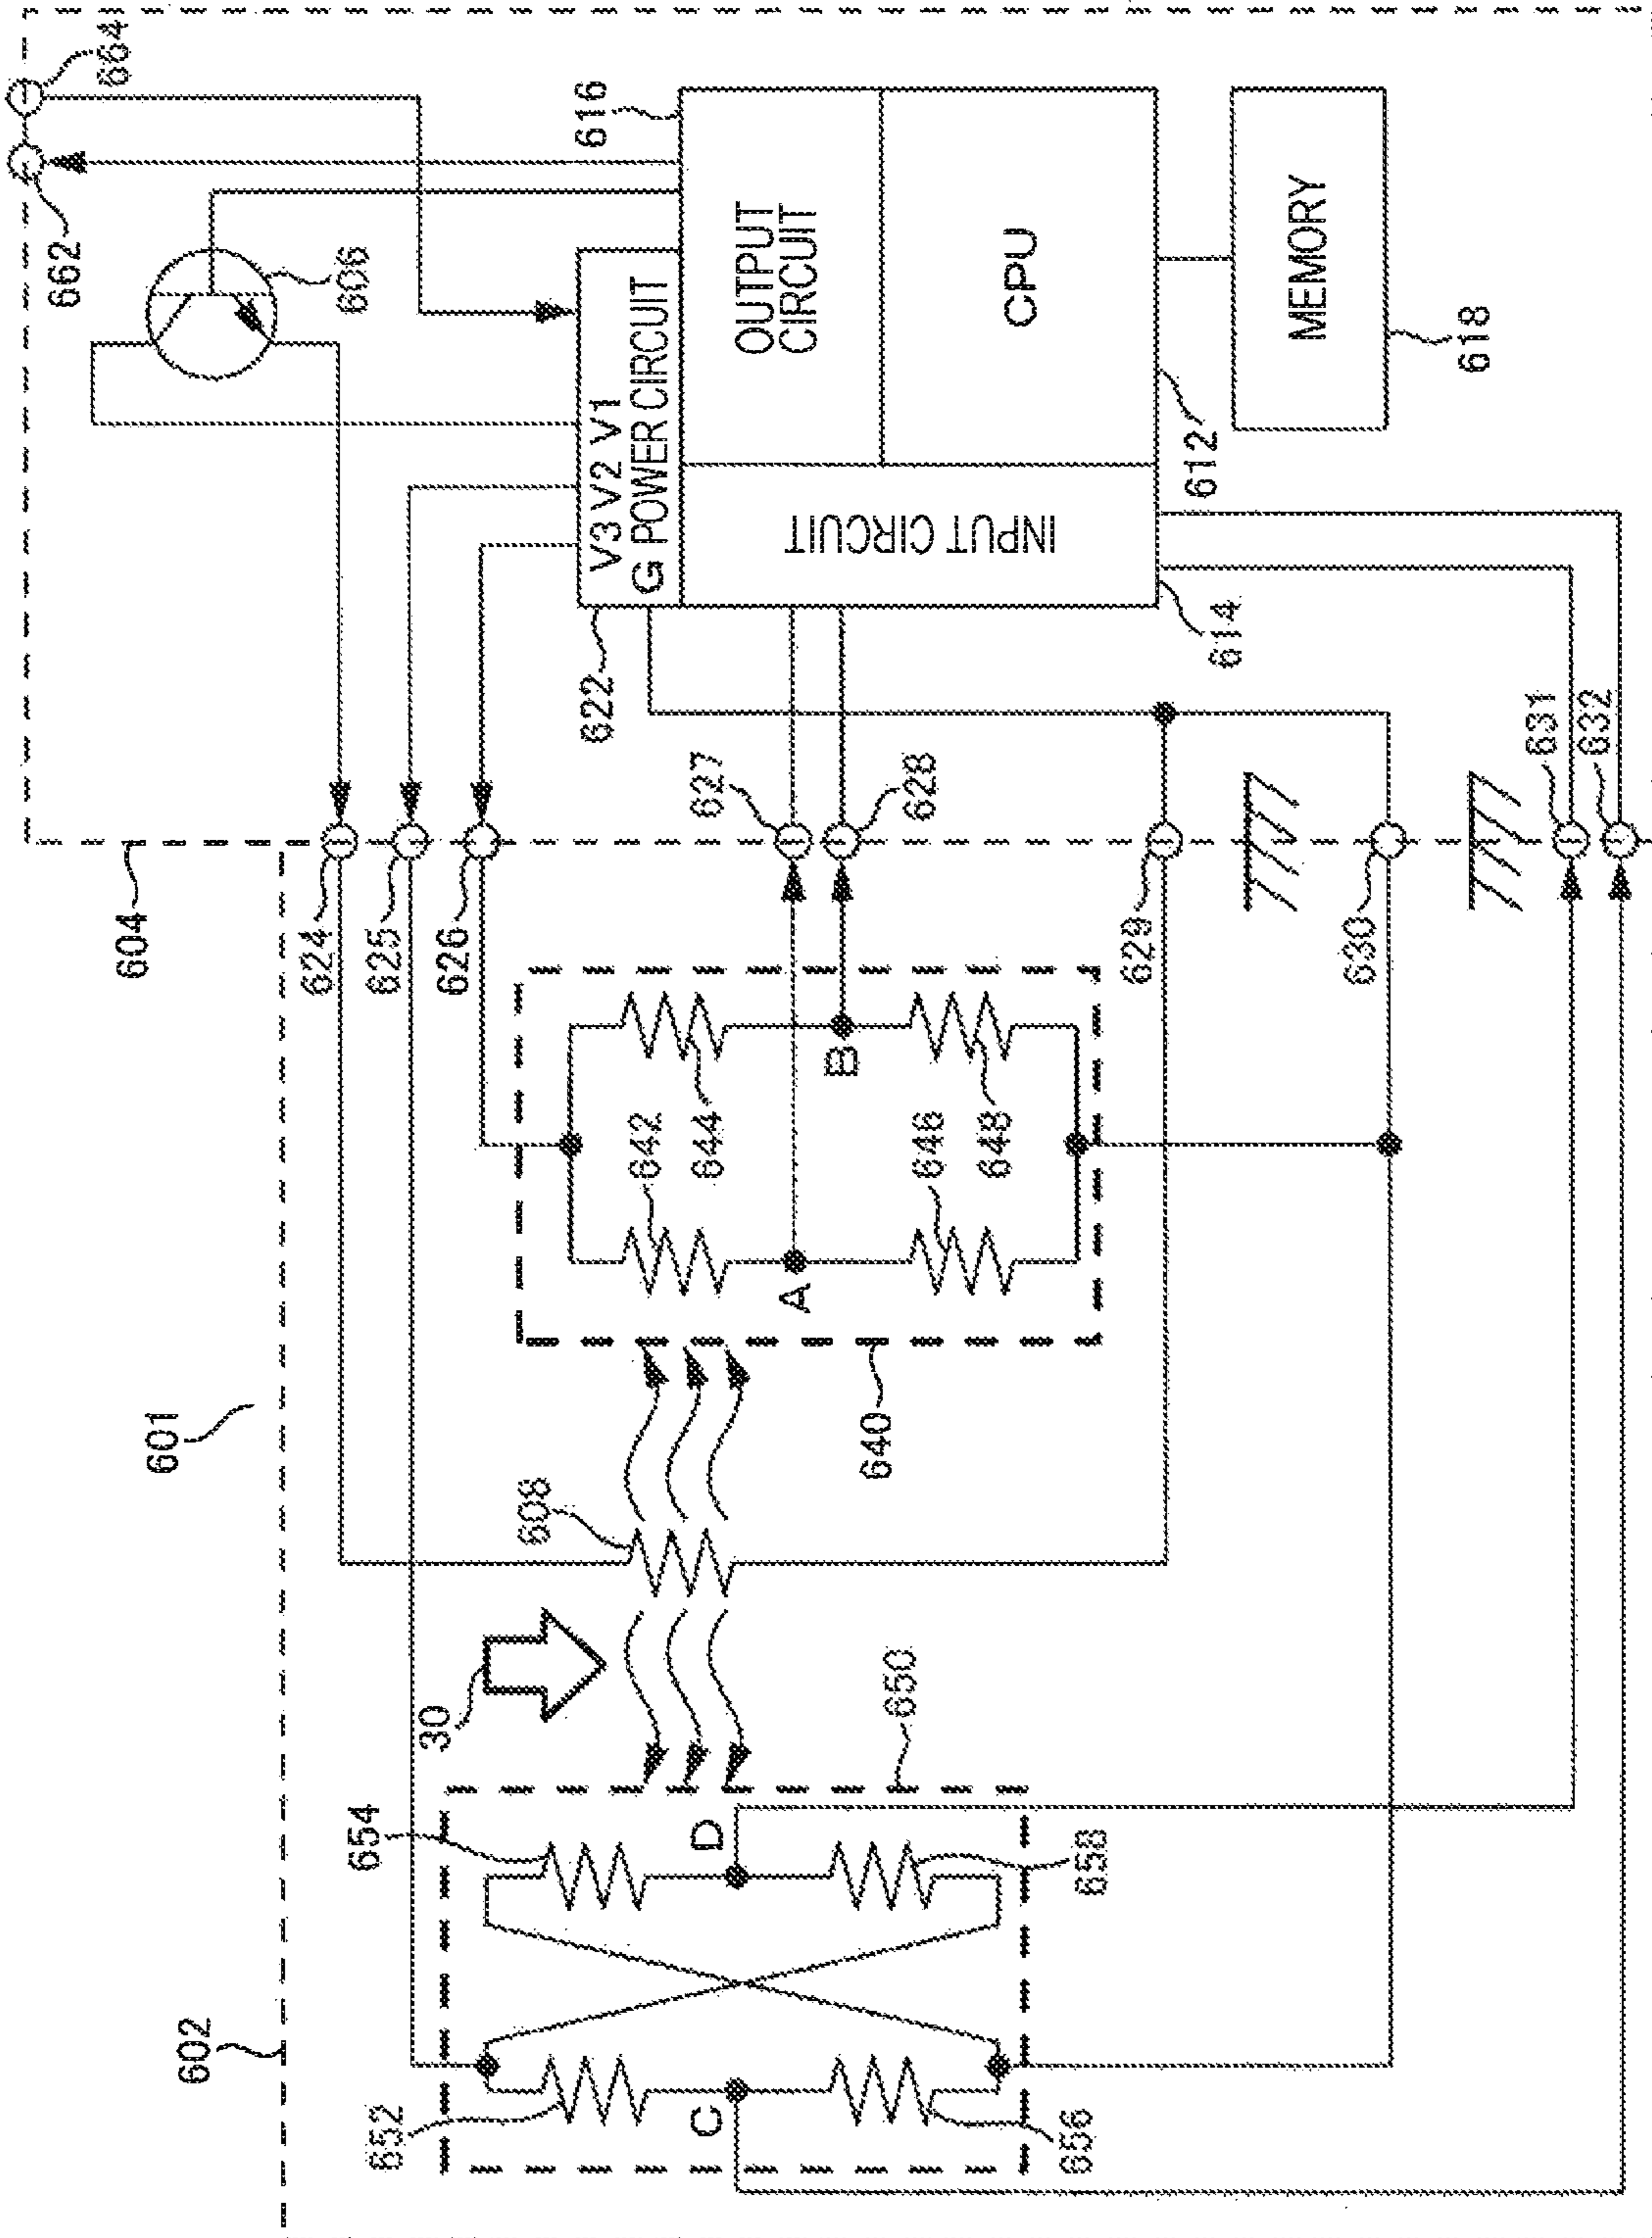 664
662
616
606
OUTPUT
CIRCUIT
CPU
MEMORY
618
V3 V2 V1
G POWER CIRCUIT
612
INPUT CIRCUIT
614
622
604
624
625
626
627
628
629
630
631
632
601
642
644
646
648
A
B
640
608
30
602
650
654
652
D
C
658
656